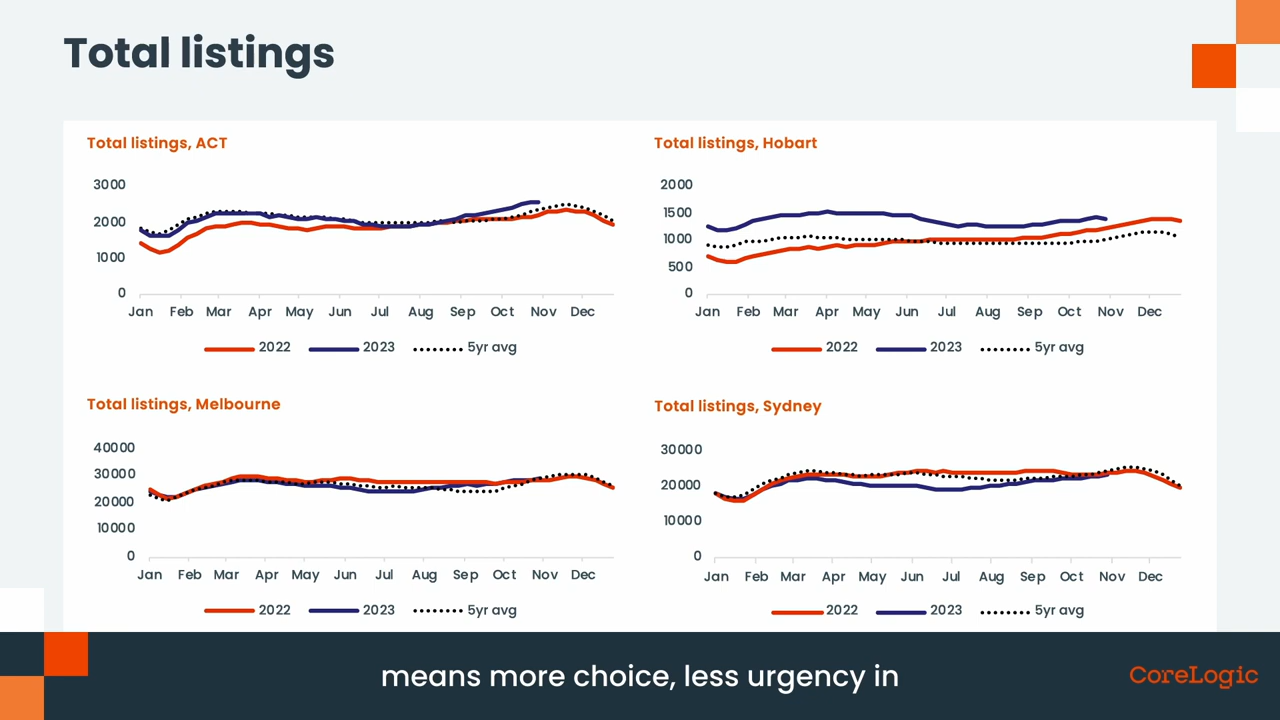 Total listings
Total listings, ACT
3000
2000
1000
0
Jan Feb Mar Apr May Jun Jul Aug Sep Oct Nov Dec
2022 2023 5yr avg
Total listings, Hobart
2000
1500
1000
500
0
Jan Feb Mar Apr May Jun Jul Aug Sep Oct Nov Dec
2022 2023 5yr avg
Total listings, Melbourne
40000
30000
20000
10000
0
Jan Feb Mar Apr May Jun Jul Aug Sep Oct Nov Dec
2022 2023 5yr avg
Total listings, Sydney
30000
20000
10000
0
Jan Feb Mar Apr May Jun Jul Aug Sep Oct Nov Dec
2022 2023 5yr avg
means more choice, less urgency in
CoreLogic